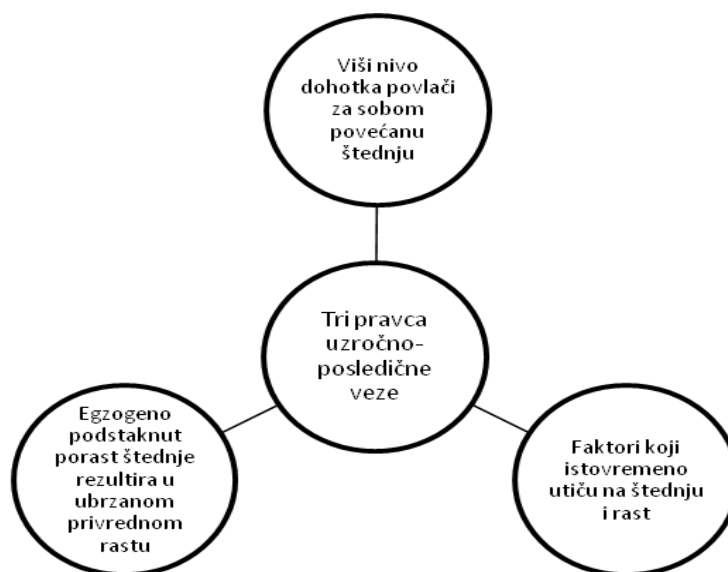 Viši nivo
dohotka povlači
za sobom
povećanu
štednju
Tri pravca
uzročno-
posledične
veze
Egzogeno
podstaknut
porast štednje
rezultira u
ubrzanom
privrednom
rastu
Faktori koji
istovremeno
utiču na štednju
i rast